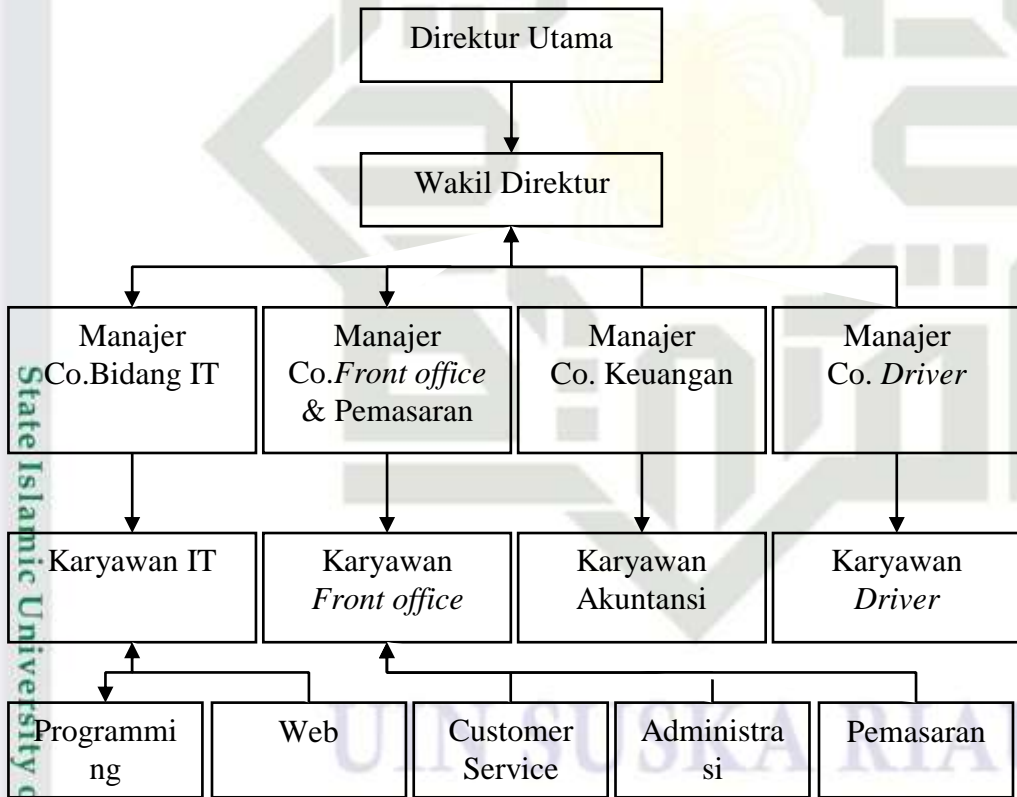 Direktur Utama
Wakil Direktur
Manajer
Co.Bidang IT
Manajer
Co.Front office
& Pemasaran
Manajer
Co. Keuangan
Manajer
Co. Driver
Karyawan IT
Karyawan
Front office
Karyawan
Akuntansi
Karyawan
Driver
Programmi
ng
Web
Customer
Service
Administra
si
Pemasaran
State Islamic University
UIN SUSKA RIAU